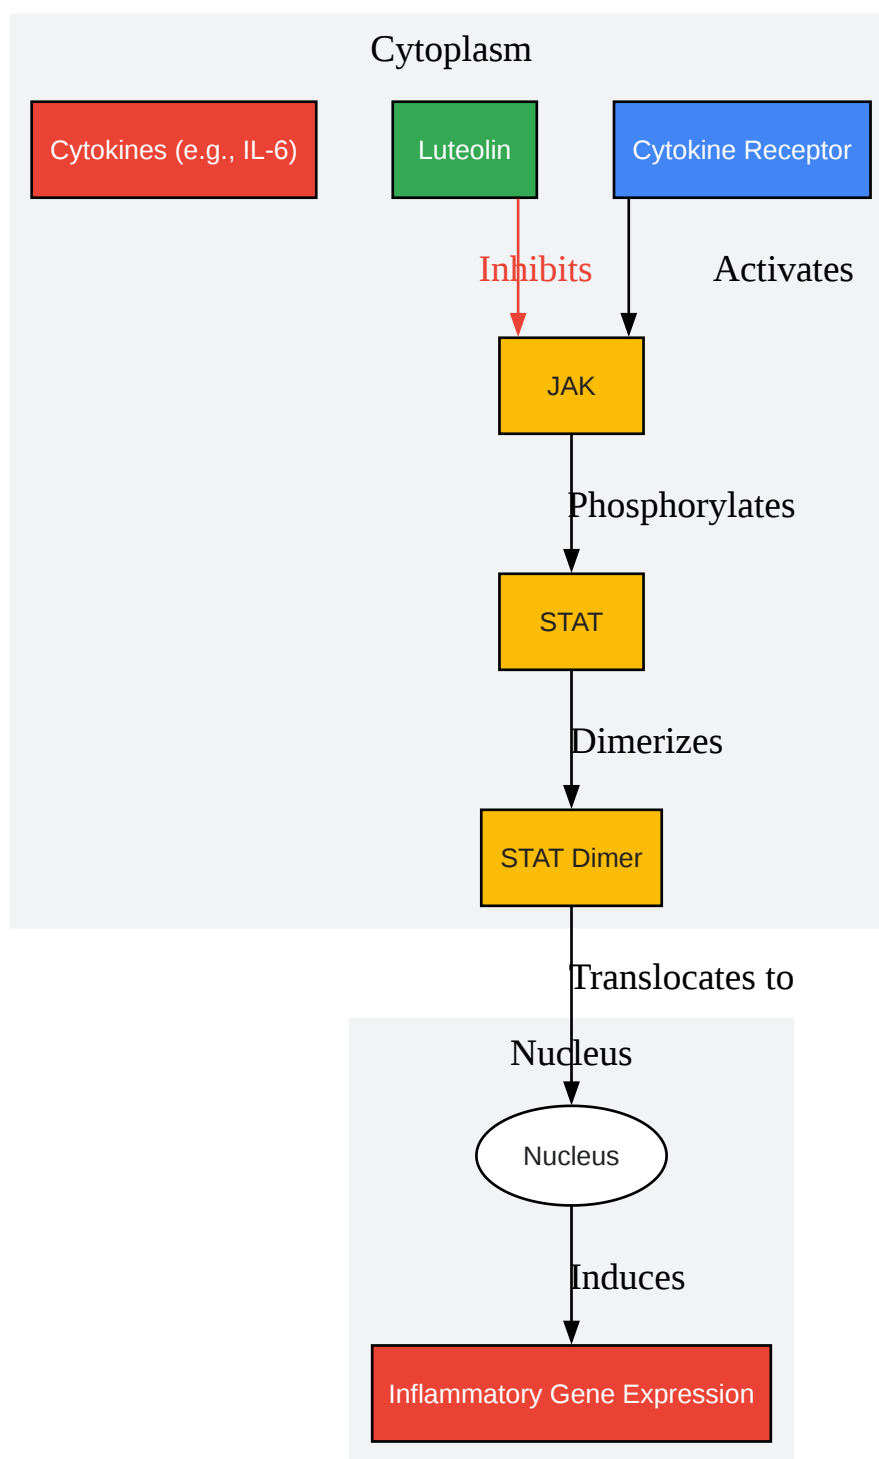 Cytoplasm
Cytokines (e.g., IL-6)
Luteolin
Cytokine Receptor
Inhibits
Activates
JAK
Phosphorylates
STAT
Dimerizes
STAT Dimer
Translocates to
Nucleus
Nucleus
Induces
Inflammatory Gene Expression